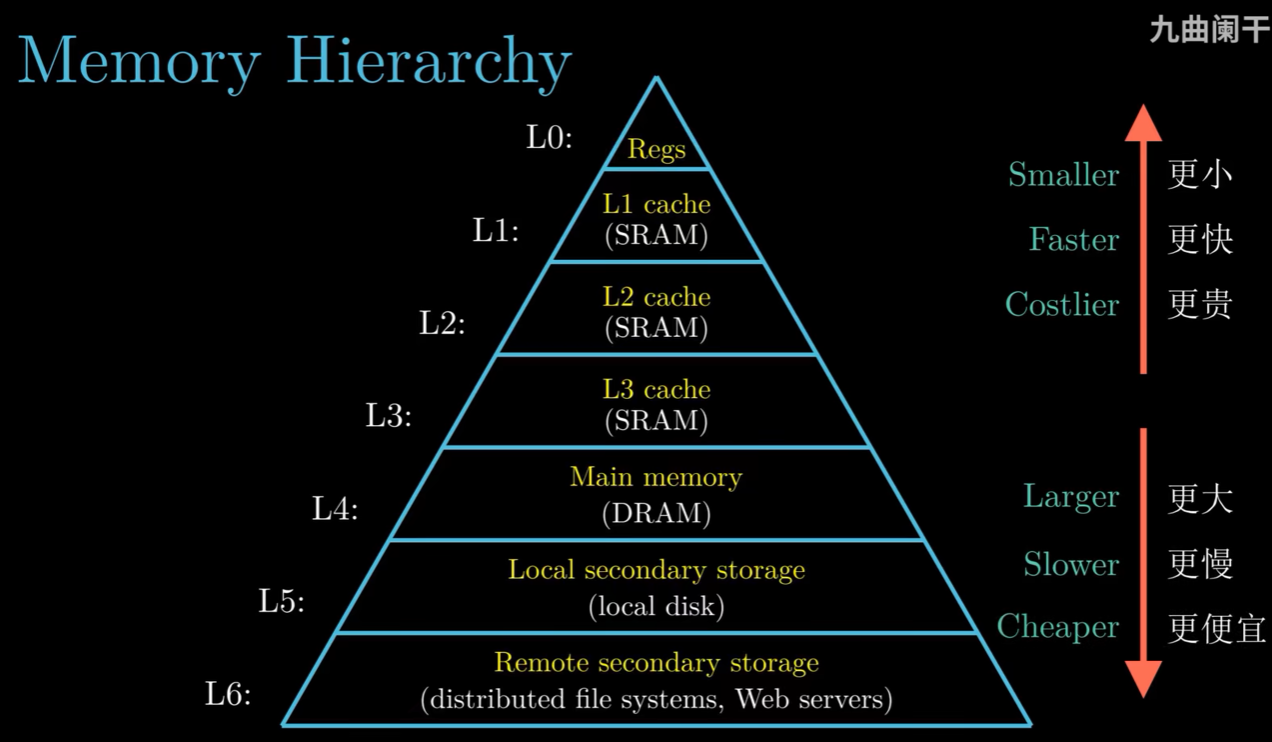 Memory Hierarchy
九曲阑干
L0:
Regs
L1:
L1 cache
(SRAM)
L2:
L2 cache
(SRAM)
L3:
L3 cache
(SRAM)
L4:
Main memory
(DRAM)
L5:
Local secondary storage
(local disk)
L6:
Remote secondary storage
(distributed file systems, Web servers)
Smaller 更小
Faster 更快
Costlier 更贵
Larger 更大
Slower 更慢
Cheaper 更便宜